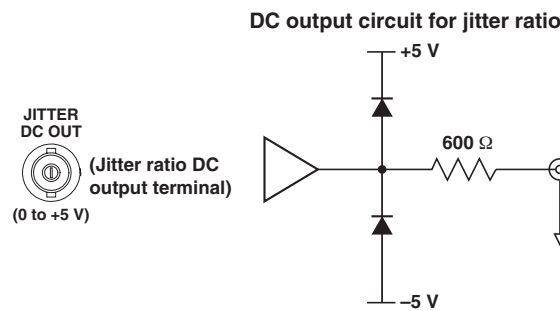 DC output circuit for jitter ratio
+5 V
JITTER
DC OUT
600 Ω
(Jitter ratio DC
output terminal)
(0 to +5 V)
–5 V